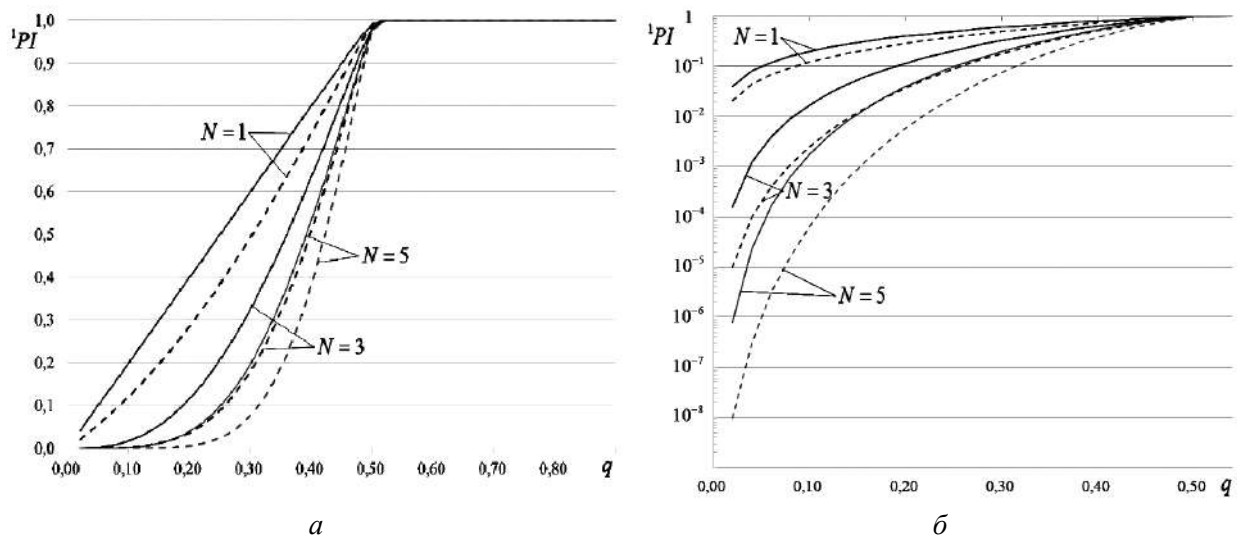 ¹PI
1,0
0,9
0,8
0,7
0,6
0,5
0,4
0,3
0,2
0,1
0,0
0,00 0,10 0,20 0,30 0,40 0,50 0,60 0,70 0,80 q
N = 1
N = 5
N = 3
а
¹PI
1
10⁻¹
10⁻²
10⁻³
10⁻⁴
10⁻⁵
10⁻⁶
10⁻⁷
10⁻⁸
0,00 0,10 0,20 0,30 0,40 0,50 q
N = 1
N = 3
N = 5
б